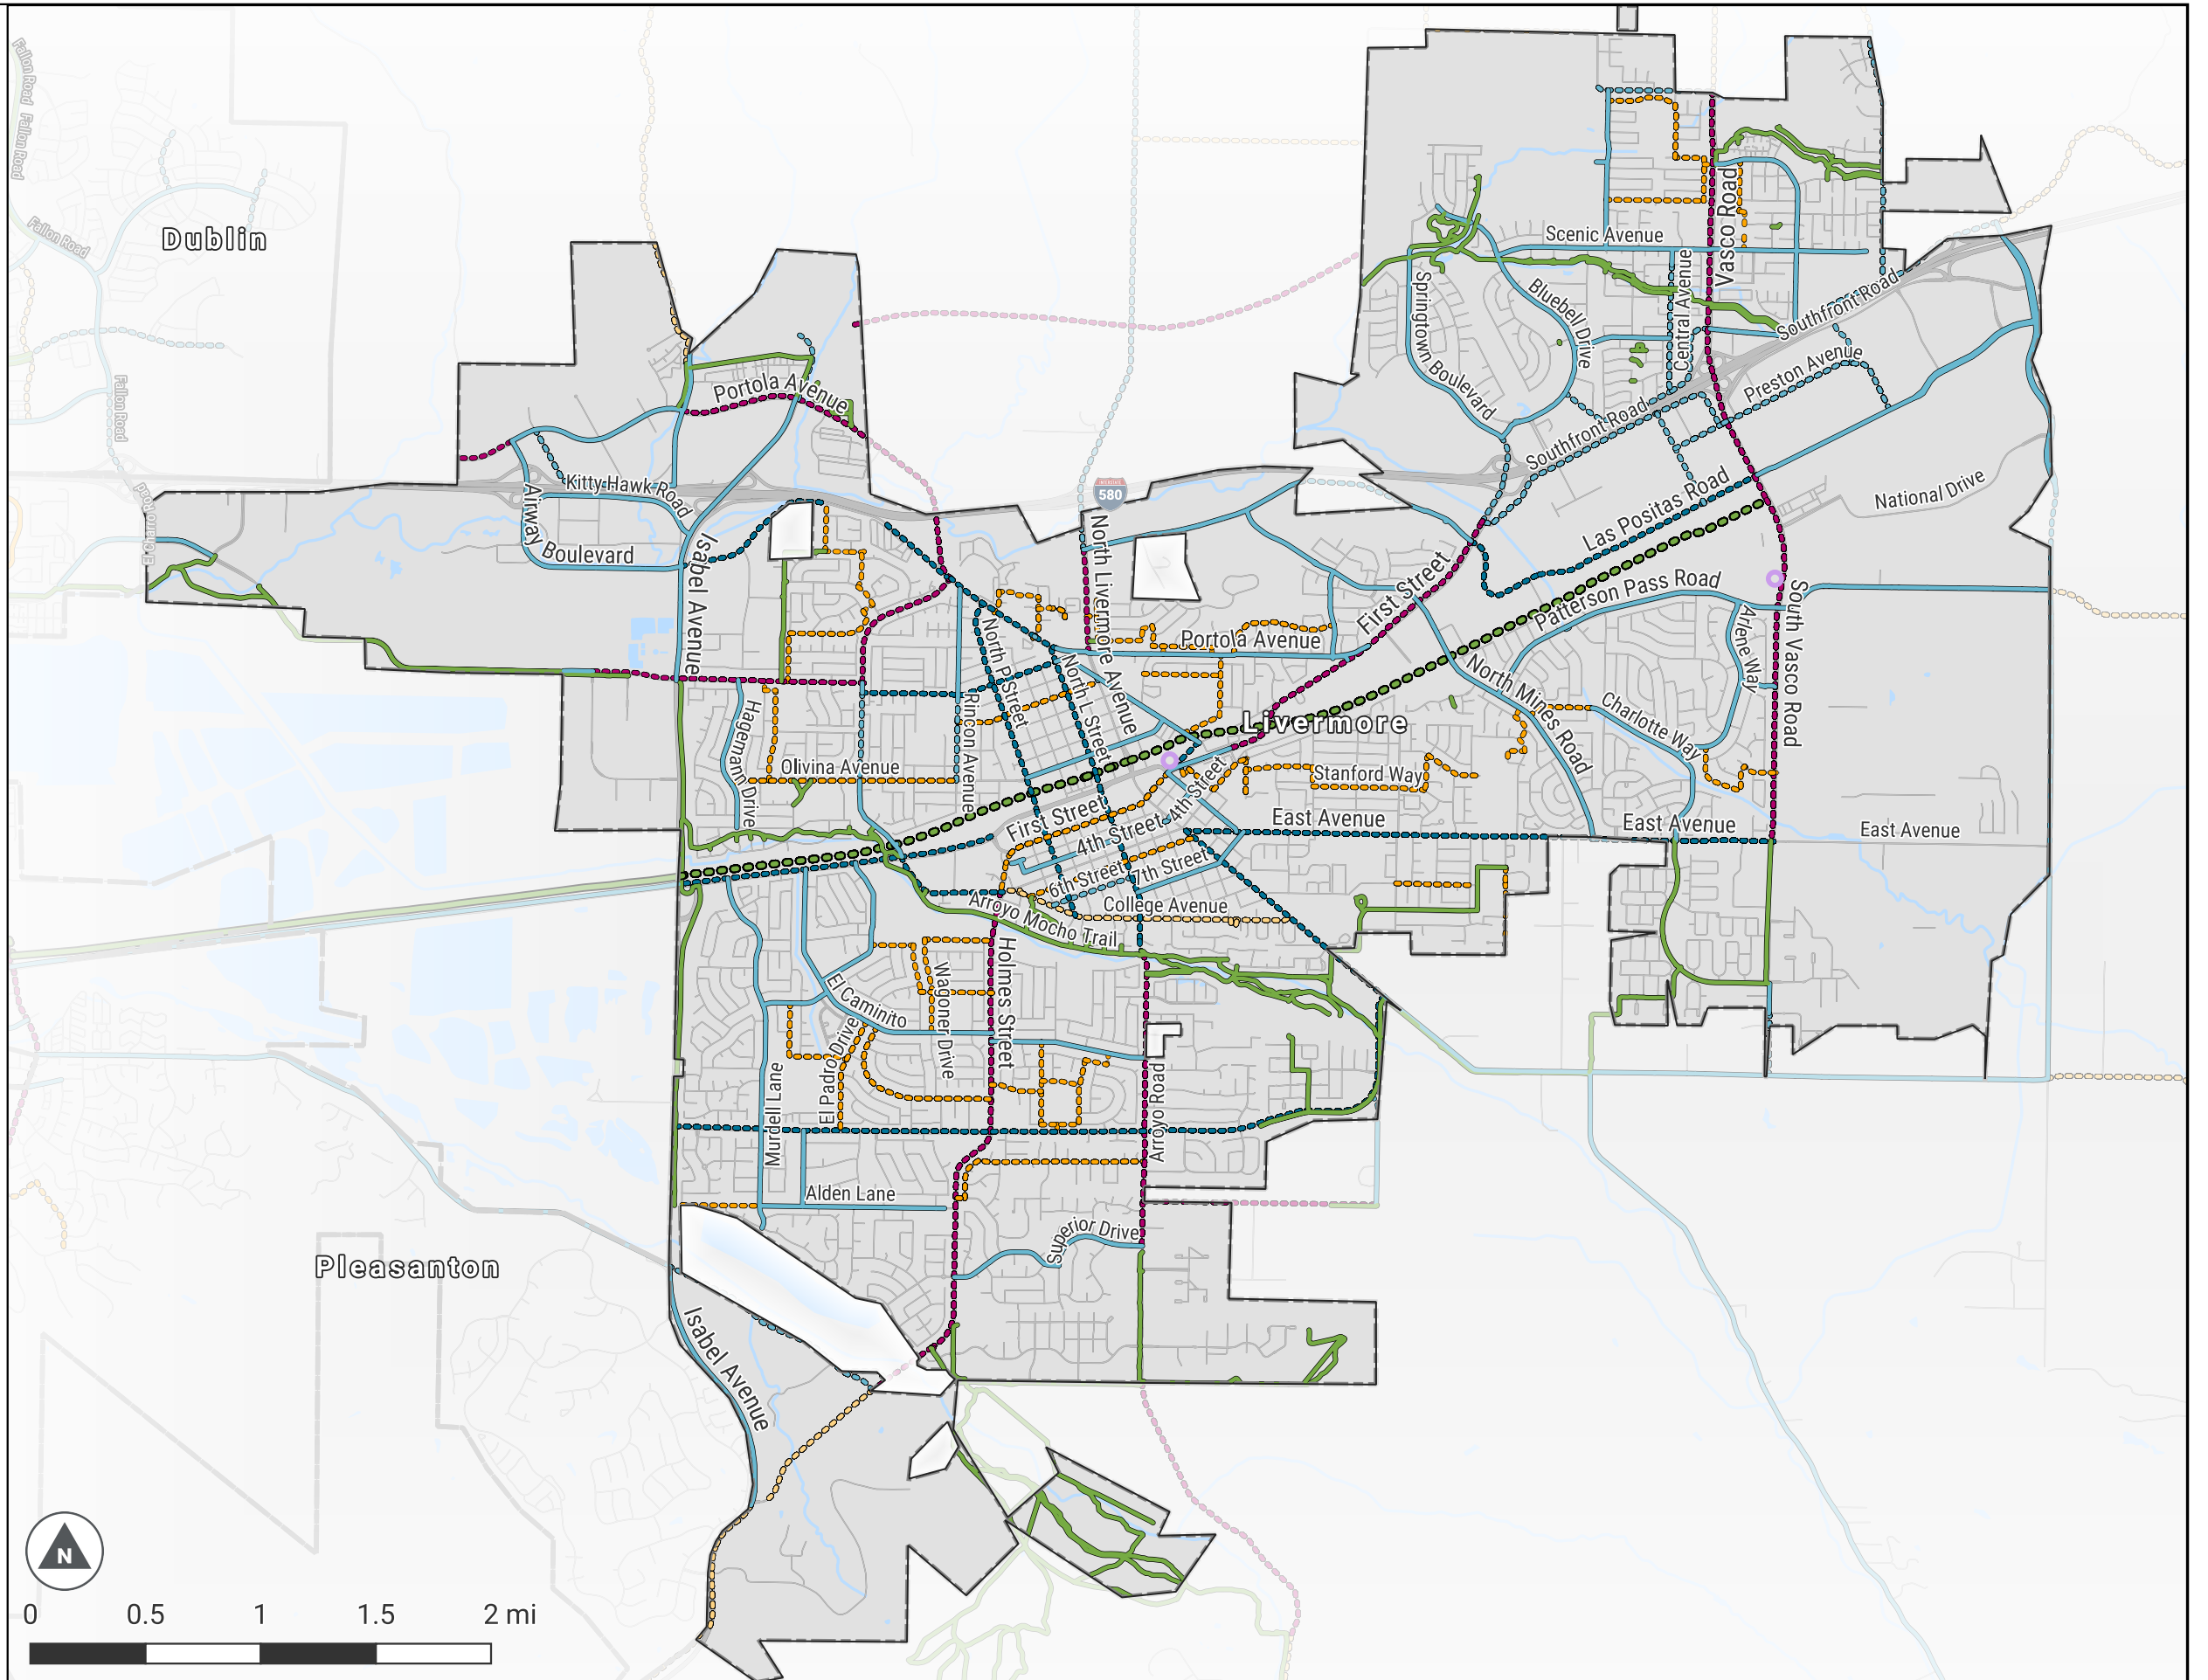 Fallon Road
Fallon Road
Fallon Road
Dublin
Fallon Road
El Charro Road
Portola Avenue
Kitty Hawk Road
Airway
Boulevard
Isabel Avenue
580
Scenic Avenue
Vasco Road
Springtown Boulevard
Bluebell Drive
Central Avenue
Southfront Road
Preston Avenue
Southfront Road
Las Positas Road
National Drive
North Livermore Avenue
First Street
Portola Avenue
Patterson Pass Road
South Vasco Road
Arlene Way
North P Street
North L Street
Rincon Avenue
North Mines Road
Charlotte Way
Livermore
Hagemann Drive
Olivina Avenue
Stanford Way
First Street
4th Street
4th Street
East Avenue
East Avenue
East Avenue
6th Street
7th Street
College Avenue
Arroyo Mocho Trail
Holmes Street
Wagoner Drive
El Caminito
El Padro Drive
Murdell Lane
Arroyo Road
Alden Lane
Superior Drive
Pleasanton
Isabel Avenue
N
0 0.5 1 1.5 2 mi